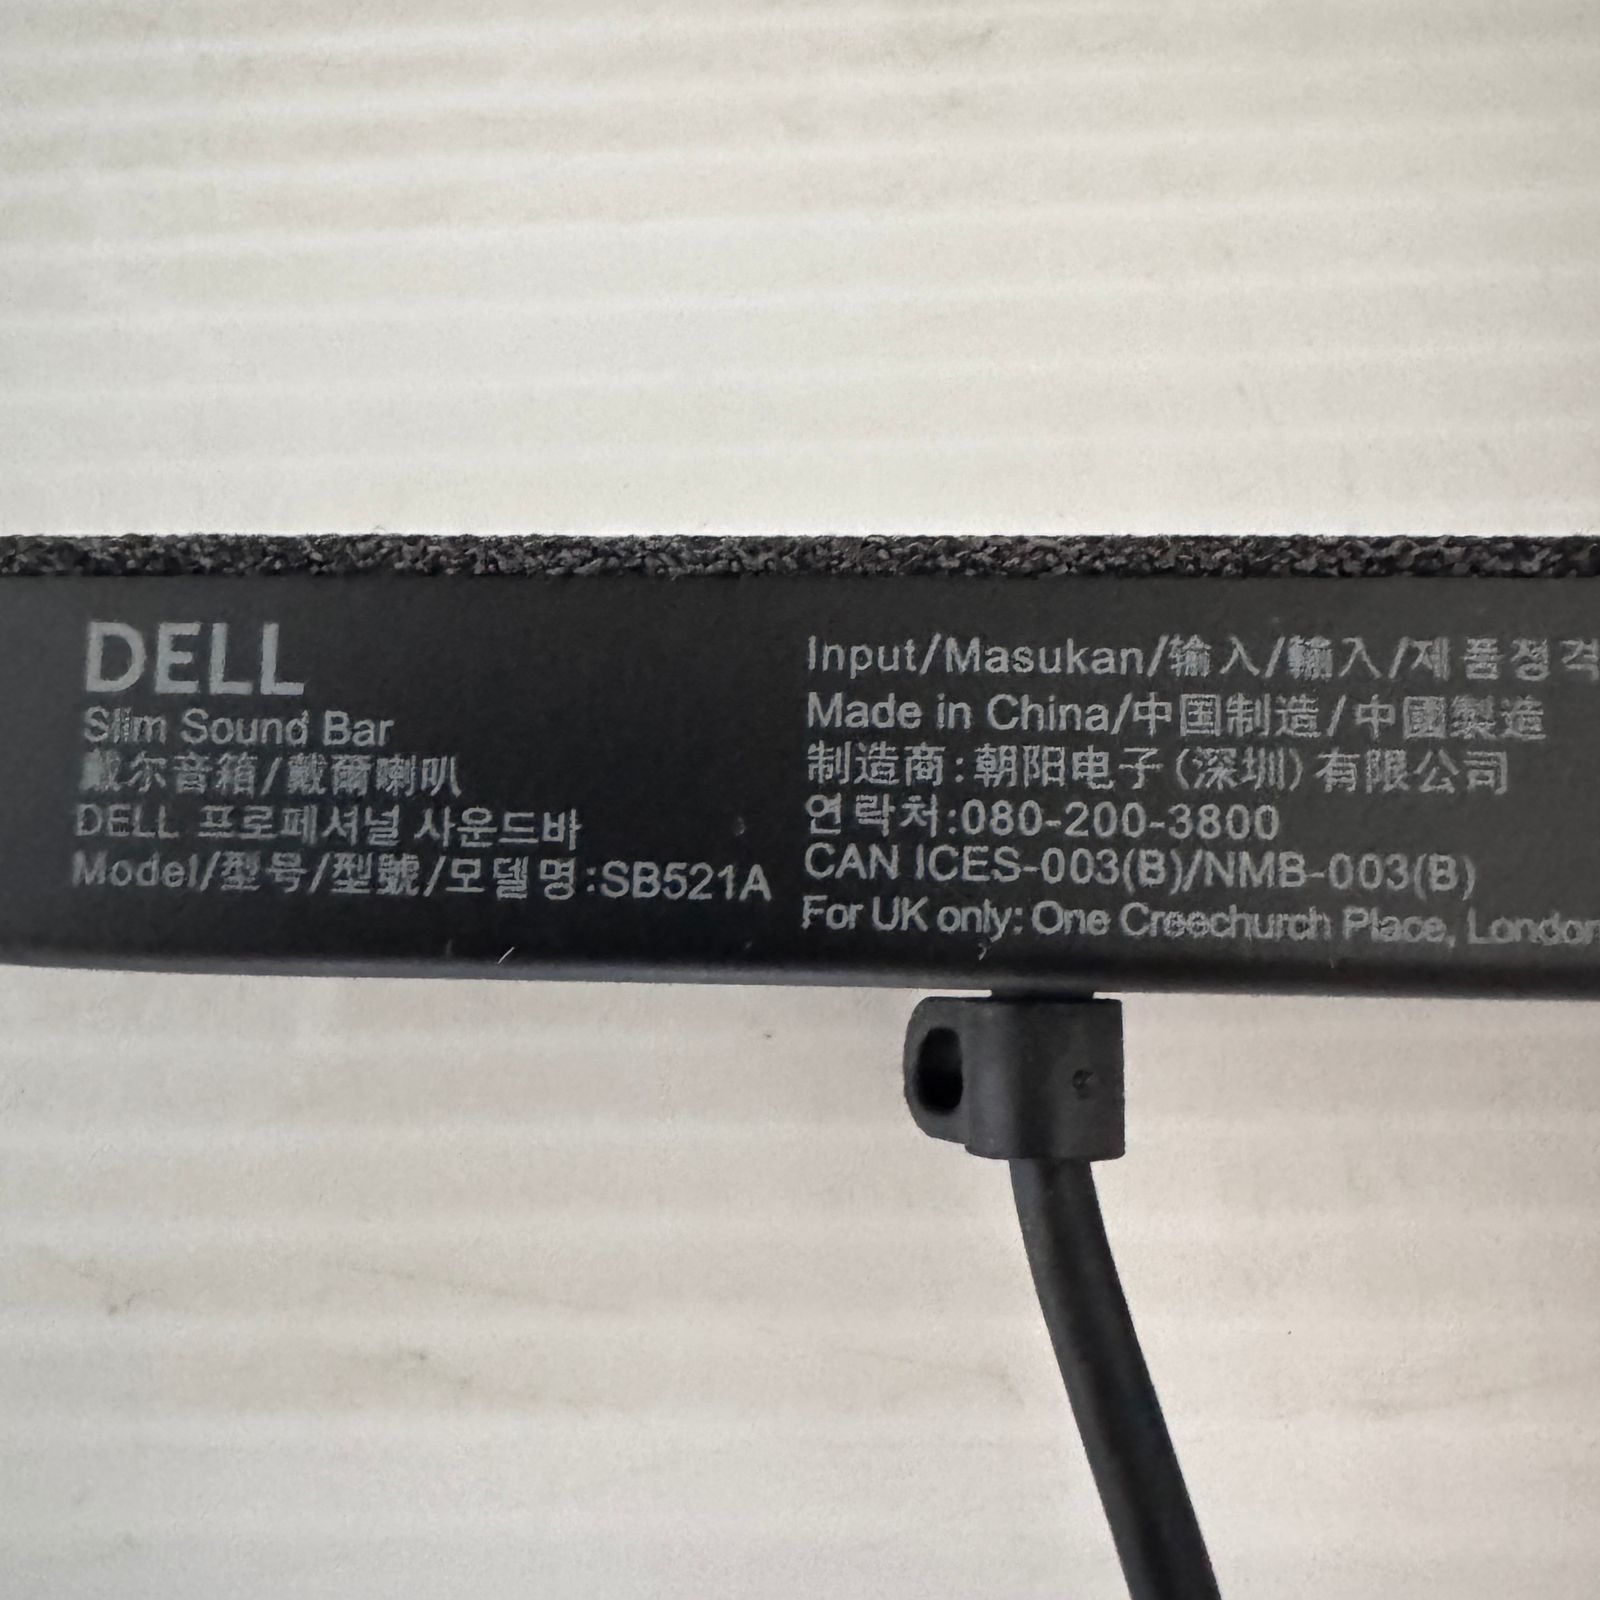 DELL
Slim Sound Bar
戴尔音箱/戴爾喇叭
DELL 프로페셔널 사운드바
Model/型号/型號/모델명:SB521A
Input/Masukan/输入/輸入/제품정격
Made in China/中国制造/中國製造
制造商:朝阳电子(深圳)有限公司
연락처:080-200-3800
CAN ICES-003(B)/NMB-003(B)
For UK only: One Creechurch Place, London